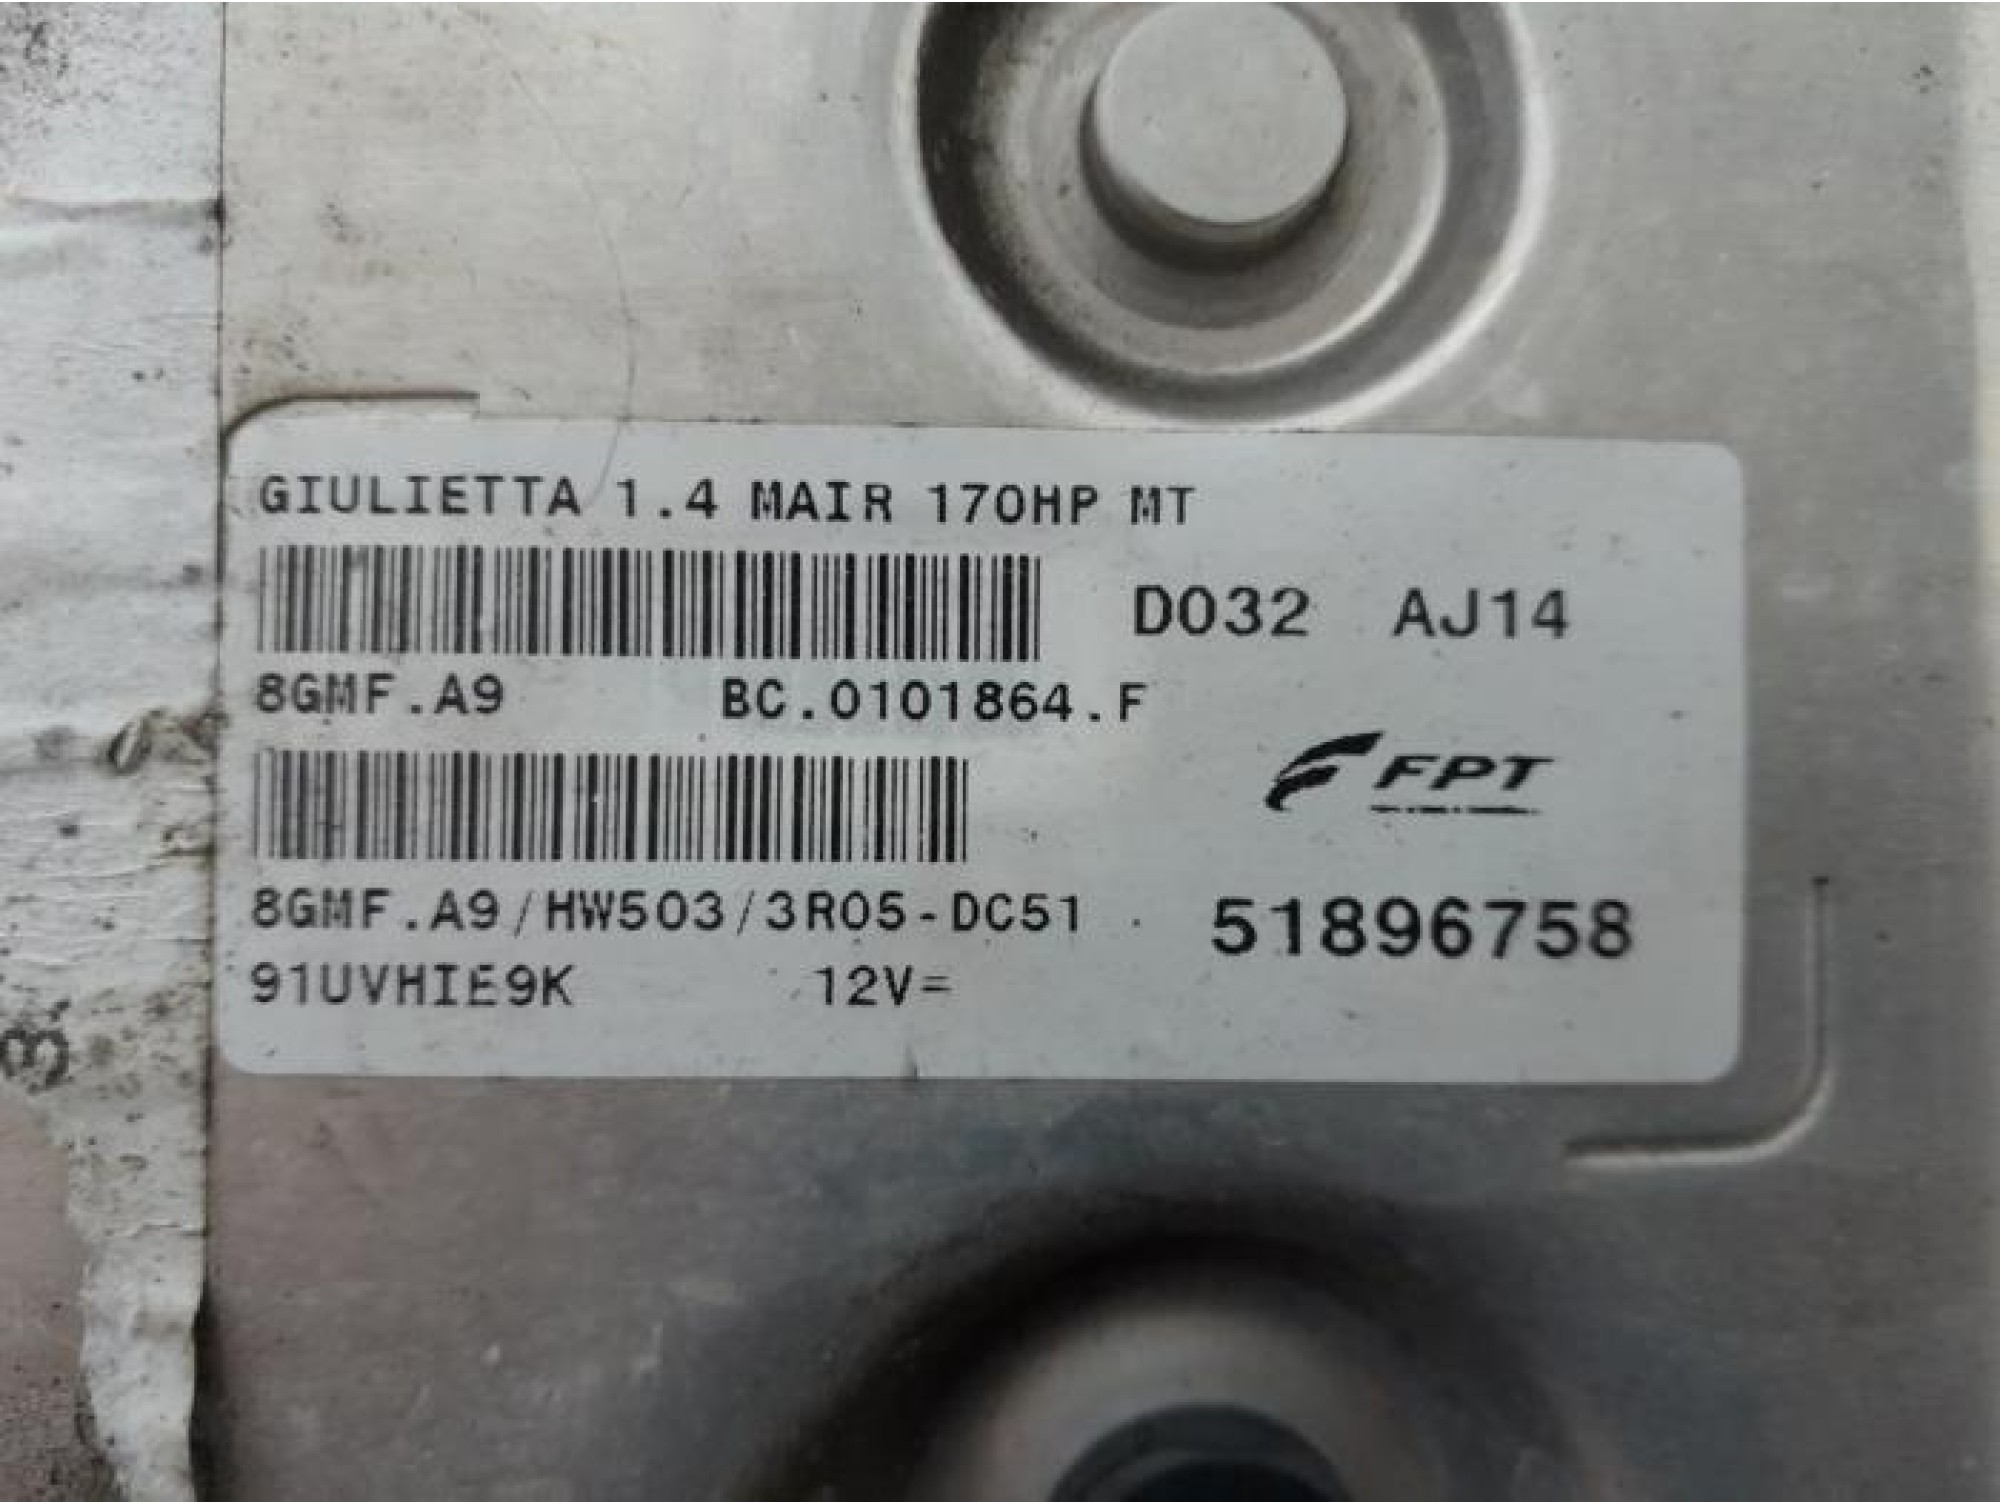 GIULIETTA 1.4 MAIR 170HP MT
D032 AJ14
8GMF.A9 BC.0101864.F
FPT
8GMF.A9/HW503/3R05-DC51
51896758
91UVHIE9K 12V=
3